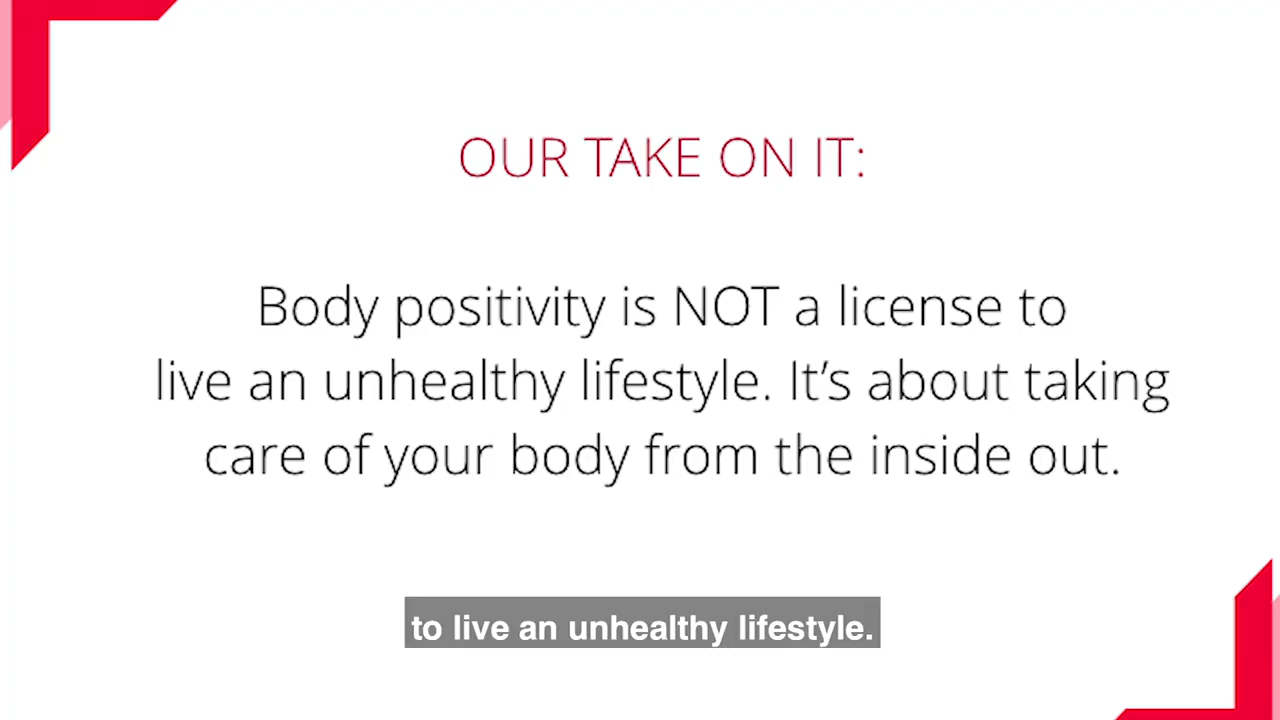 OUR TAKE ON IT:
Body positivity is NOT a license to
live an unhealthy lifestyle. It’s about taking
care of your body from the inside out.
to live an unhealthy lifestyle.